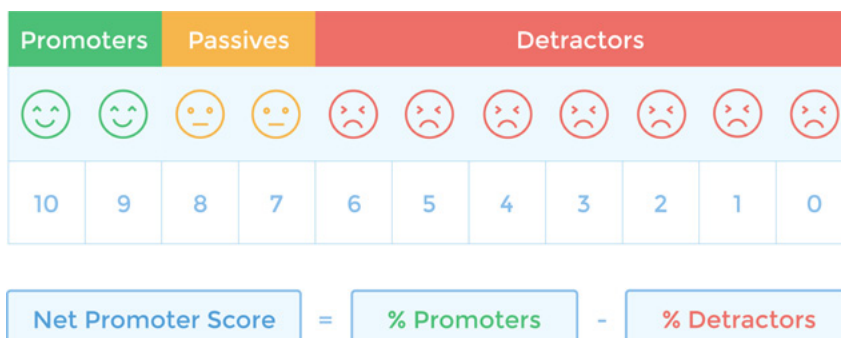 Promoters Passives Detractors
10 9 8 7 6 5 4 3 2 1 0
Net Promoter Score = % Promoters - % Detractors